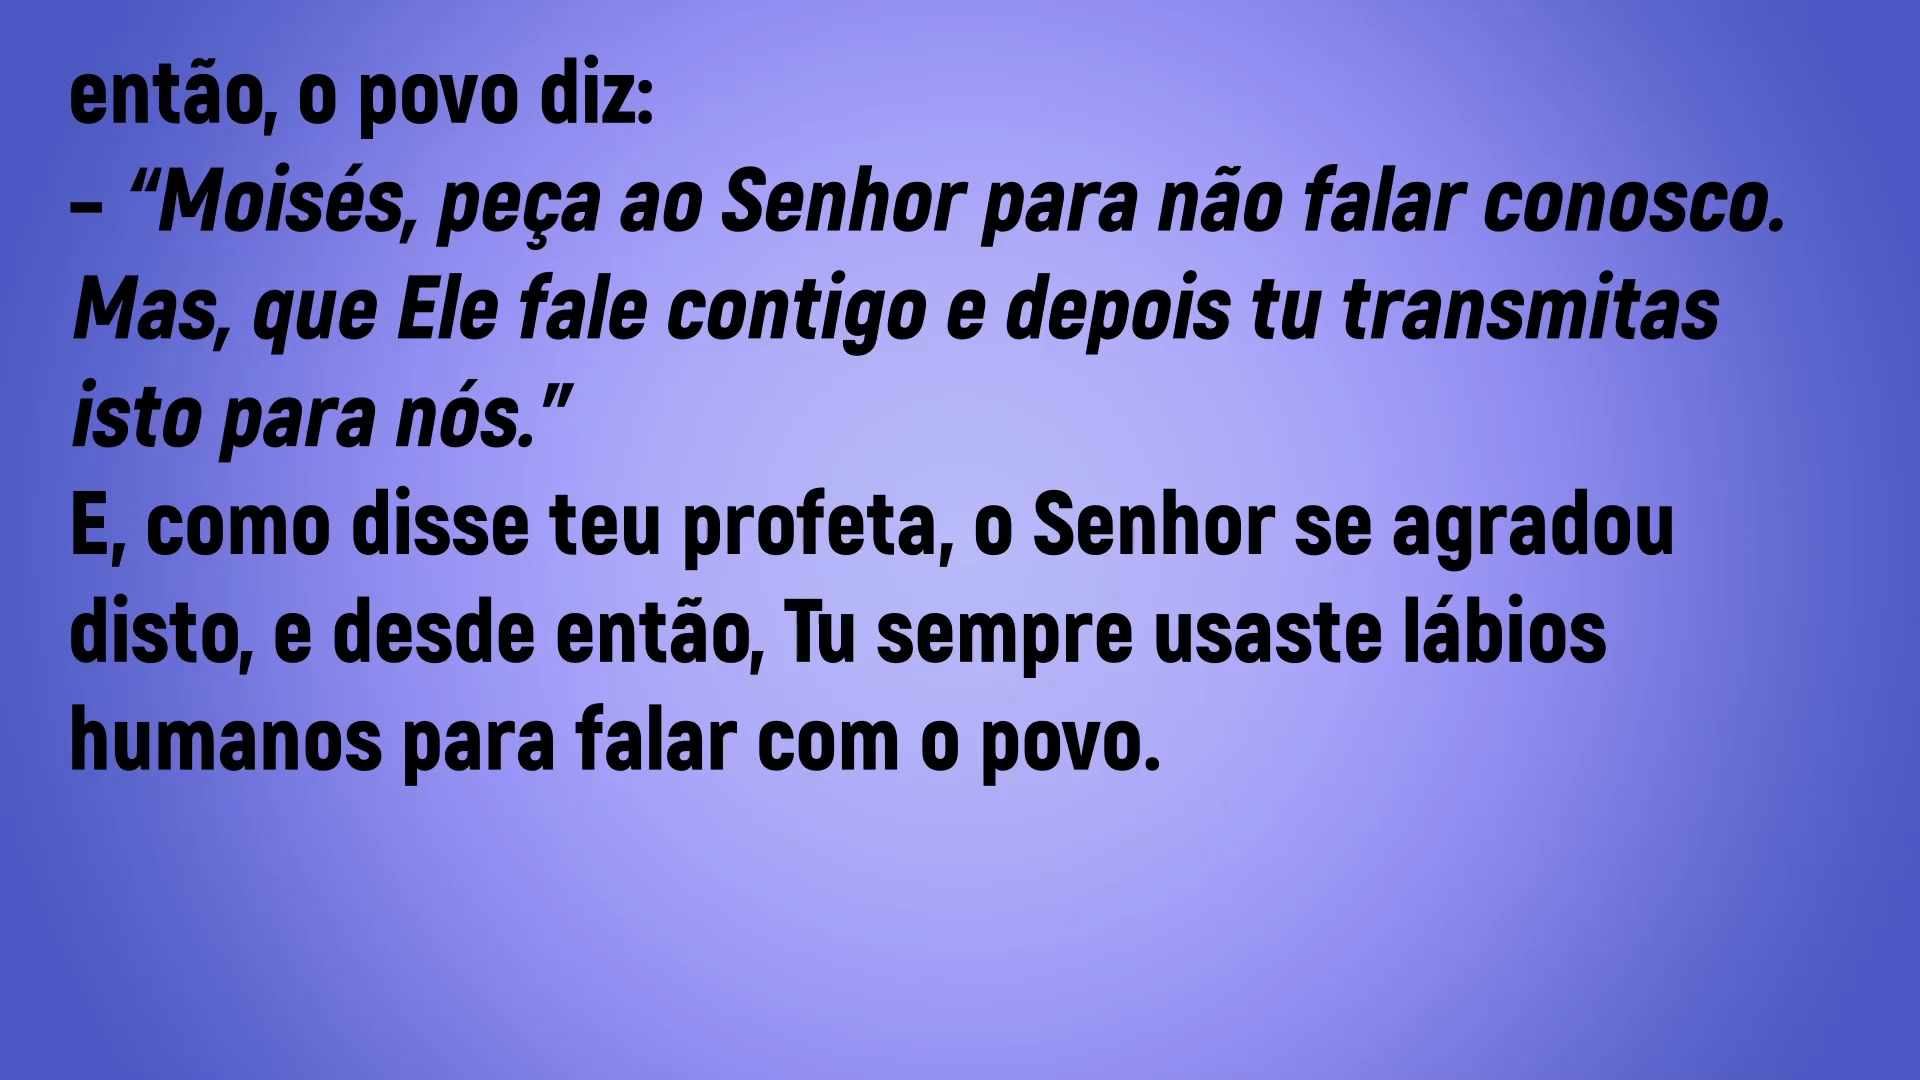 então, o povo diz:
– “Moisés, peça ao Senhor para não falar conosco.
Mas, que Ele fale contigo e depois tu transmitas
isto para nós.”
E, como disse teu profeta, o Senhor se agradou
disto, e desde então, Tu sempre usaste lábios
humanos para falar com o povo.